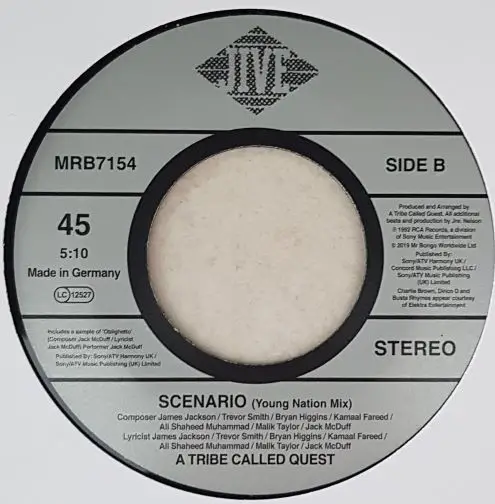 JIVE
MRB7154
SIDE B
45
5:10
Made in Germany
LC 12527
Produced and Arranged by
A Tribe Called Quest. All additional
beats and production by Jne. Nelson
℗ 1992 RCA Records, a division
of Sony Music Entertainment
© 2019 Mr Bongo Worldwide Ltd
Published By:
Sony/ATV Harmony UK /
Concord Music Publishing LLC /
Sony/ATV Music Publishing
(UK) Limited
Charlie Brown, Dinco D and
Busta Rhymes appear courtesy
of Elektra Entertainment
Includes a sample of 'Oblighetto'
(Composer Jack McDuff / Lyricist
Jack McDuff) Performer Jack McDuff
Published By: Sony/ATV Harmony UK /
Sony/ATV Music Publishing (UK) Limited
STEREO
SCENARIO (Young Nation Mix)
Composer James Jackson / Trevor Smith / Bryan Higgins / Kamaal Fareed /
Ali Shaheed Muhammad / Malik Taylor / Jack McDuff
Lyricist James Jackson / Trevor Smith / Bryan Higgins / Kamaal Fareed /
Ali Shaheed Muhammad / Malik Taylor / Jack McDuff
A TRIBE CALLED QUEST